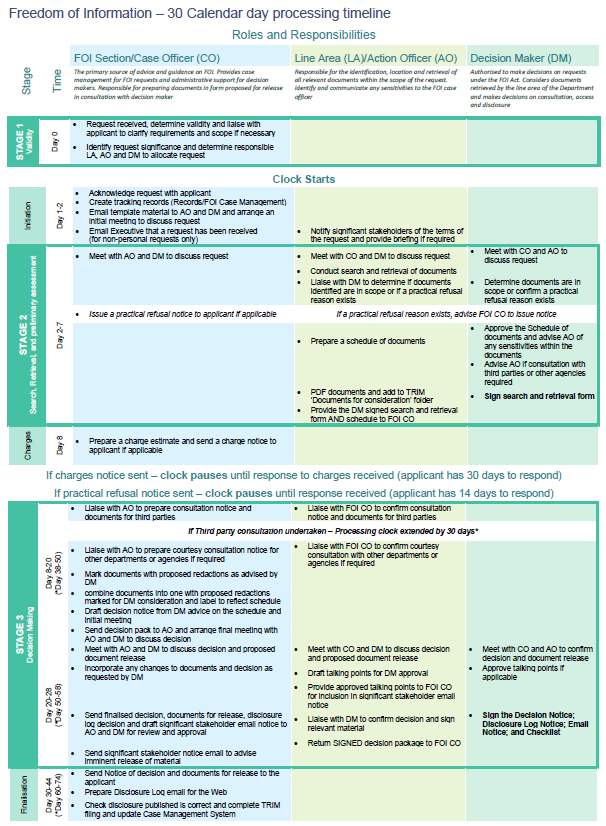 Freedom of Information – 30 Calendar day processing timeline
Roles and Responsibilities
Stage
Time
FOI Section/Case Officer (CO)
The primary source of advice and guidance on FOI. Provides case
management for FOI requests and administrative support for decision
makers. Responsible for preparing documents in form proposed for release
in consultation with decision maker
Line Area (LA)/Action Officer (AO)
Responsible for the identification, location and retrieval of
all relevant documents within the scope of the request.
Identify and communicate any sensitivities to the FOI case
officer
Decision Maker (DM)
Authorised to make decisions on requests
under the FOI Act. Considers documents
retrieved by the line area of the Department
and makes decisions on consultation, access
and disclosure
STAGE 1
Validity
Day 0
• Request received, determine validity and liaise with
applicant to clarify requirements and scope if necessary
• Identify request significance and determine responsible
LA, AO and DM to allocate request
Clock Starts
Initiation
Day 1-2
• Acknowledge request with applicant
• Create tracking records (Records/FOI Case Management)
• Email template material to AO and DM and arrange an
initial meeting to discuss request
• Email Executive that a request has been received
(for non-personal requests only)
• Notify significant stakeholders of the terms of
the request and provide briefing if required
STAGE 2
Search, Retrieval, and preliminary assessment
Day 2-7
• Meet with AO and DM to discuss request
• Meet with CO and DM to discuss request
• Conduct search and retrieval of documents
• Liaise with DM to determine if documents
identified are in scope or if a practical refusal
reason exists
• Meet with CO and AO to
discuss request
• Determine documents are in
scope or confirm a practical
refusal reason exists
• Issue a practical refusal notice to applicant if applicable
If a practical refusal reason exists, advise FOI CO to issue notice
• Prepare a schedule of documents
• PDF documents and add to TRIM
'Documents for consideration' folder
• Provide the DM signed search and retrieval
form AND schedule to FOI CO
• Approve the Schedule of
documents and advise AO of
any sensitivities within the
documents
• Advise AO if consultation with
third parties or other agencies
required
• Sign search and retrieval form
Charges
Day 8
• Prepare a charge estimate and send a charge notice to
applicant if applicable
If charges notice sent – clock pauses until response to charges received (applicant has 30 days to respond)
If practical refusal notice sent – clock pauses until response received (applicant has 14 days to respond)
STAGE 3
Decision Making
Day 8-20
(*Day 38-50)
• Liaise with AO to prepare consultation notice and
documents for third parties
• Liaise with FOI CO to confirm consultation
notice and documents for third parties
If Third party consultation undertaken – Processing clock extended by 30 days*
• Liaise with AO to prepare courtesy consultation notice for
other departments or agencies if required
• Mark documents with proposed redactions as advised by
DM
• combine documents into one with proposed redactions
marked for DM consideration and label to reflect schedule
• Draft decision notice from DM advice on the schedule and
initial meeting
• Send decision pack to AO and arrange final meeting with
AO and DM to discuss decision
• Liaise with FOI CO to confirm courtesy
consultation with other departments or
agencies if required
Day 20-28
(*Day 50-58)
• Meet with AO and DM to discuss decision and proposed
document release
• Incorporate any changes to documents and decision as
requested by DM
• Send finalised decision, documents for release, disclosure
log decision and draft significant stakeholder email notice to
AO and DM for review and approval
• Send significant stakeholder notice email to advise
imminent release of material
• Meet with CO and DM to discuss decision
and proposed document release
• Draft talking points for DM approval
• Provide approved talking points to FOI CO
for inclusion in significant stakeholder email
notice
• Liaise with DM to confirm decision and sign
relevant material
• Return SIGNED decision package to FOI CO
• Meet with CO and AO to confirm
decision and document release
• Approve talking points if
applicable
• Sign the Decision Notice;
Disclosure Log Notice; Email
Notice; and Checklist
Finalisation
Day 30-44
(*Day 60-74)
• Send Notice of decision and documents for release to the
applicant
• Prepare Disclosure Log email for the Web
• Check disclosure published is correct and complete TRIM
filing and update Case Management System